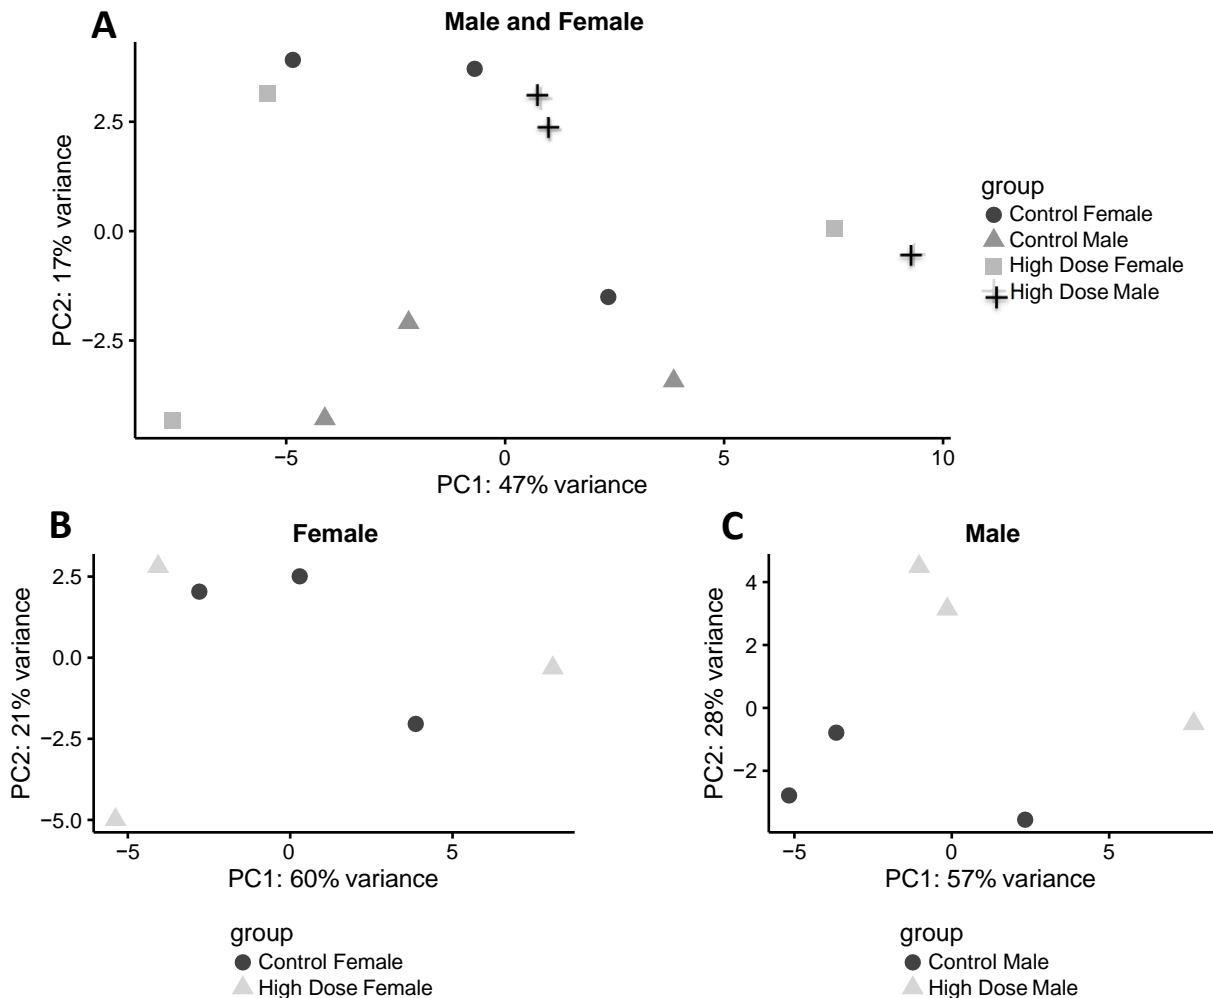 A
Male and Female
2.5
0.0
−2.5
PC2: 17% variance
−5
0
5
10
PC1: 47% variance
group
Control Female
Control Male
High Dose Female
High Dose Male
B
Female
2.5
0.0
−2.5
−5.0
PC2: 21% variance
−5
0
5
PC1: 60% variance
group
Control Female
High Dose Female
C
Male
4
2
0
−2
PC2: 28% variance
−5
0
5
PC1: 57% variance
group
Control Male
High Dose Male